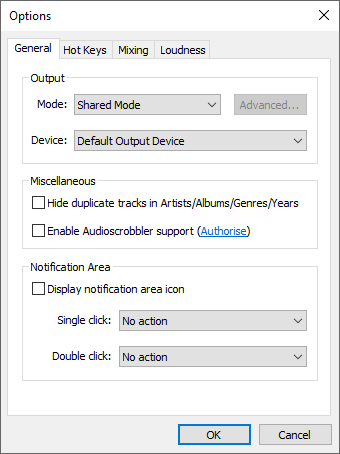 Options
General Hot Keys Mixing Loudness
Output
Mode: Shared Mode Advanced...
Device: Default Output Device
Miscellaneous
Hide duplicate tracks in Artists/Albums/Genres/Years
Enable Audioscrobbler support (Authorise)
Notification Area
Display notification area icon
Single click: No action
Double click: No action
OK Cancel